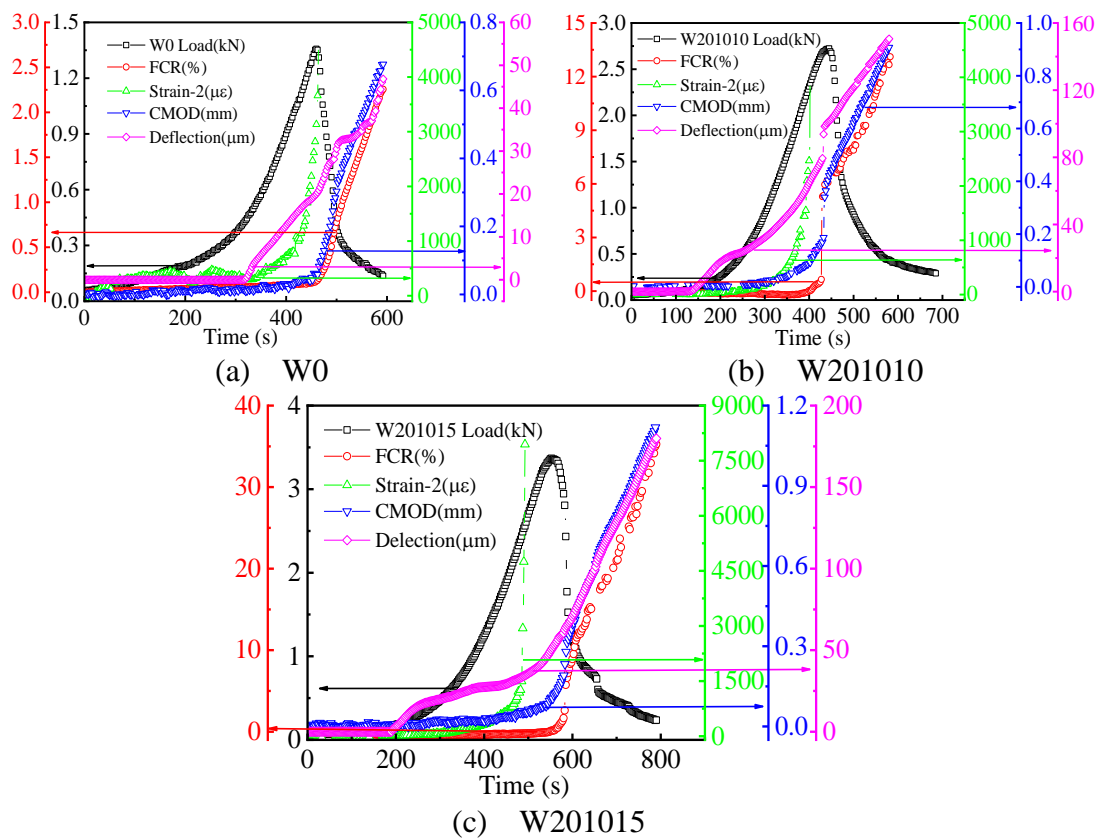 3.0 1.5 5000 0.8 60
W0 Load(kN)
FCR(%)
Strain-2(με)
CMOD(mm)
Deflection(μm)
2.5 1.2 4000 0.6 50
2.0 0.9 3000 0.4 40
1.5 0.6 2000 0.2 30
1.0 0.3 1000 0.0 20
0.5 0.0 0 10
0.0 0
0 200 400 600
Time (s)
(a) W0
15 3.0 5000 1.0 160
W201010 Load(kN)
FCR(%)
Strain-2(με)
CMOD(mm)
Deflection(μm)
12 2.5 4000 0.8 120
9 2.0 3000 0.6 80
6 1.5 2000 0.4 40
3 1.0 1000 0.2 0
0 0.5 0 0.0
0.0
0 100 200 300 400 500 600 700
Time (s)
(b) W201010
40 4 9000 1.2 200
W201015 Load(kN)
FCR(%)
Strain-2(με)
CMOD(mm)
Delection(μm)
30 3 7500 0.9 150
20 2 6000 0.6 100
10 1 4500 0.3 50
0 0 3000 0.0 0
1500
0
0 200 400 600 800
Time (s)
(c) W201015